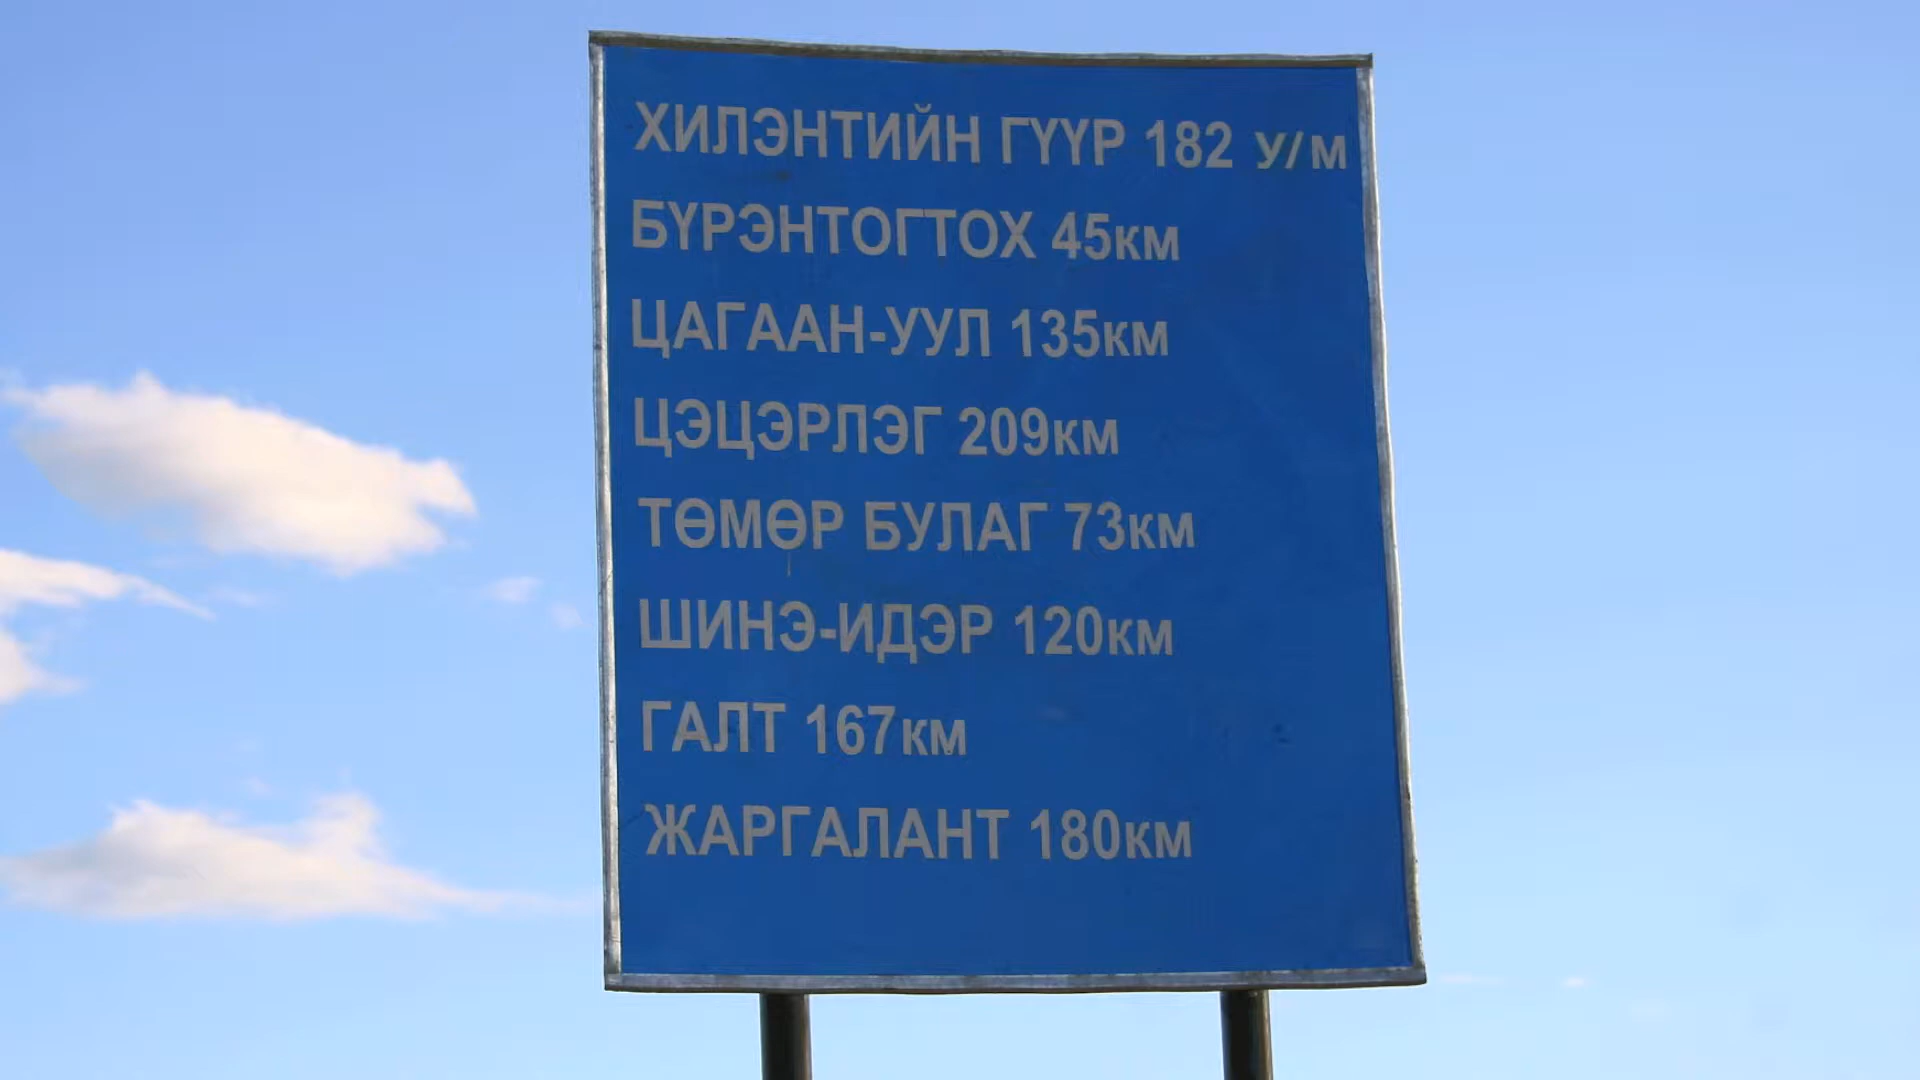 ХИЛЭНТИЙН ГҮҮР 182 У/М
БҮРЭНТОГТОХ 45КМ
ЦАГААН-УУЛ 135КМ
ЦЭЦЭРЛЭГ 209КМ
ТӨМӨР БУЛАГ 73КМ
ШИНЭ-ИДЭР 120КМ
ГАЛТ 167КМ
ЖАРГАЛАНТ 180КМ